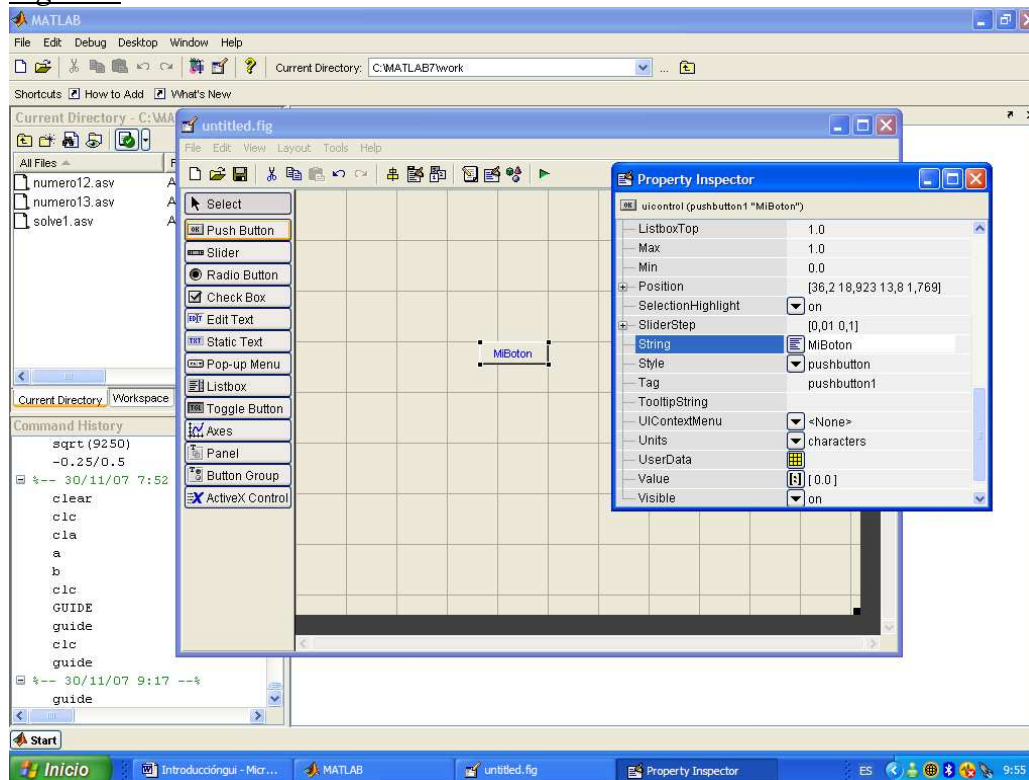 MATLAB
File Edit Debug Desktop Window Help
Current Directory: C:\MATLAB7\work
...
Shortcuts How to Add What's New
Current Directory - C:\MA
All Files
numero12.asv A
numero13.asv A
solve1.asv A
Current Directory Workspace
Command History
sqrt(9250)
-0.25/0.5
%-- 30/11/07 7:52
clear
clc
cla
a
b
clc
GUIDE
guide
clc
guide
%-- 30/11/07 9:17 --%
guide
Start
untitled.fig
File Edit View Layout Tools Help
Select
Push Button
Slider
Radio Button
Check Box
Edit Text
Static Text
Pop-up Menu
Listbox
Toggle Button
Axes
Panel
Button Group
ActiveX Control
MiBoton
Property Inspector
uicontrol (pushbutton1 "MiBoton")
ListboxTop 1.0
Max 1.0
Min 0.0
Position [36,2 18,923 13,8 1,769]
SelectionHighlight on
SliderStep [0,01 0,1]
String MiBoton
Style pushbutton
Tag pushbutton1
TooltipString
UIContextMenu <None>
Units characters
UserData
Value [ 0.0 ]
Visible on
Inicio Introduccióngui - Micr... MATLAB untitled.fig Property Inspector ES 9:55